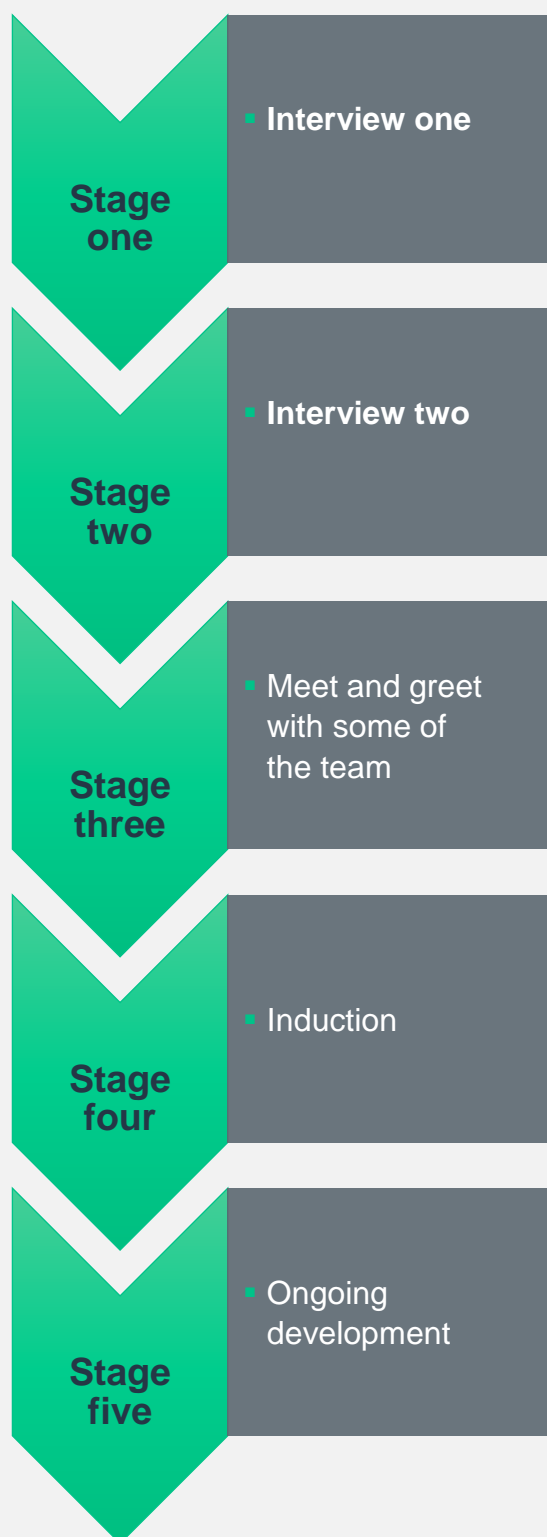 Stage
one
▪ Interview one
Stage
two
▪ Interview two
Stage
three
▪ Meet and greet
with some of
the team
Stage
four
▪ Induction
Stage
five
▪ Ongoing
development